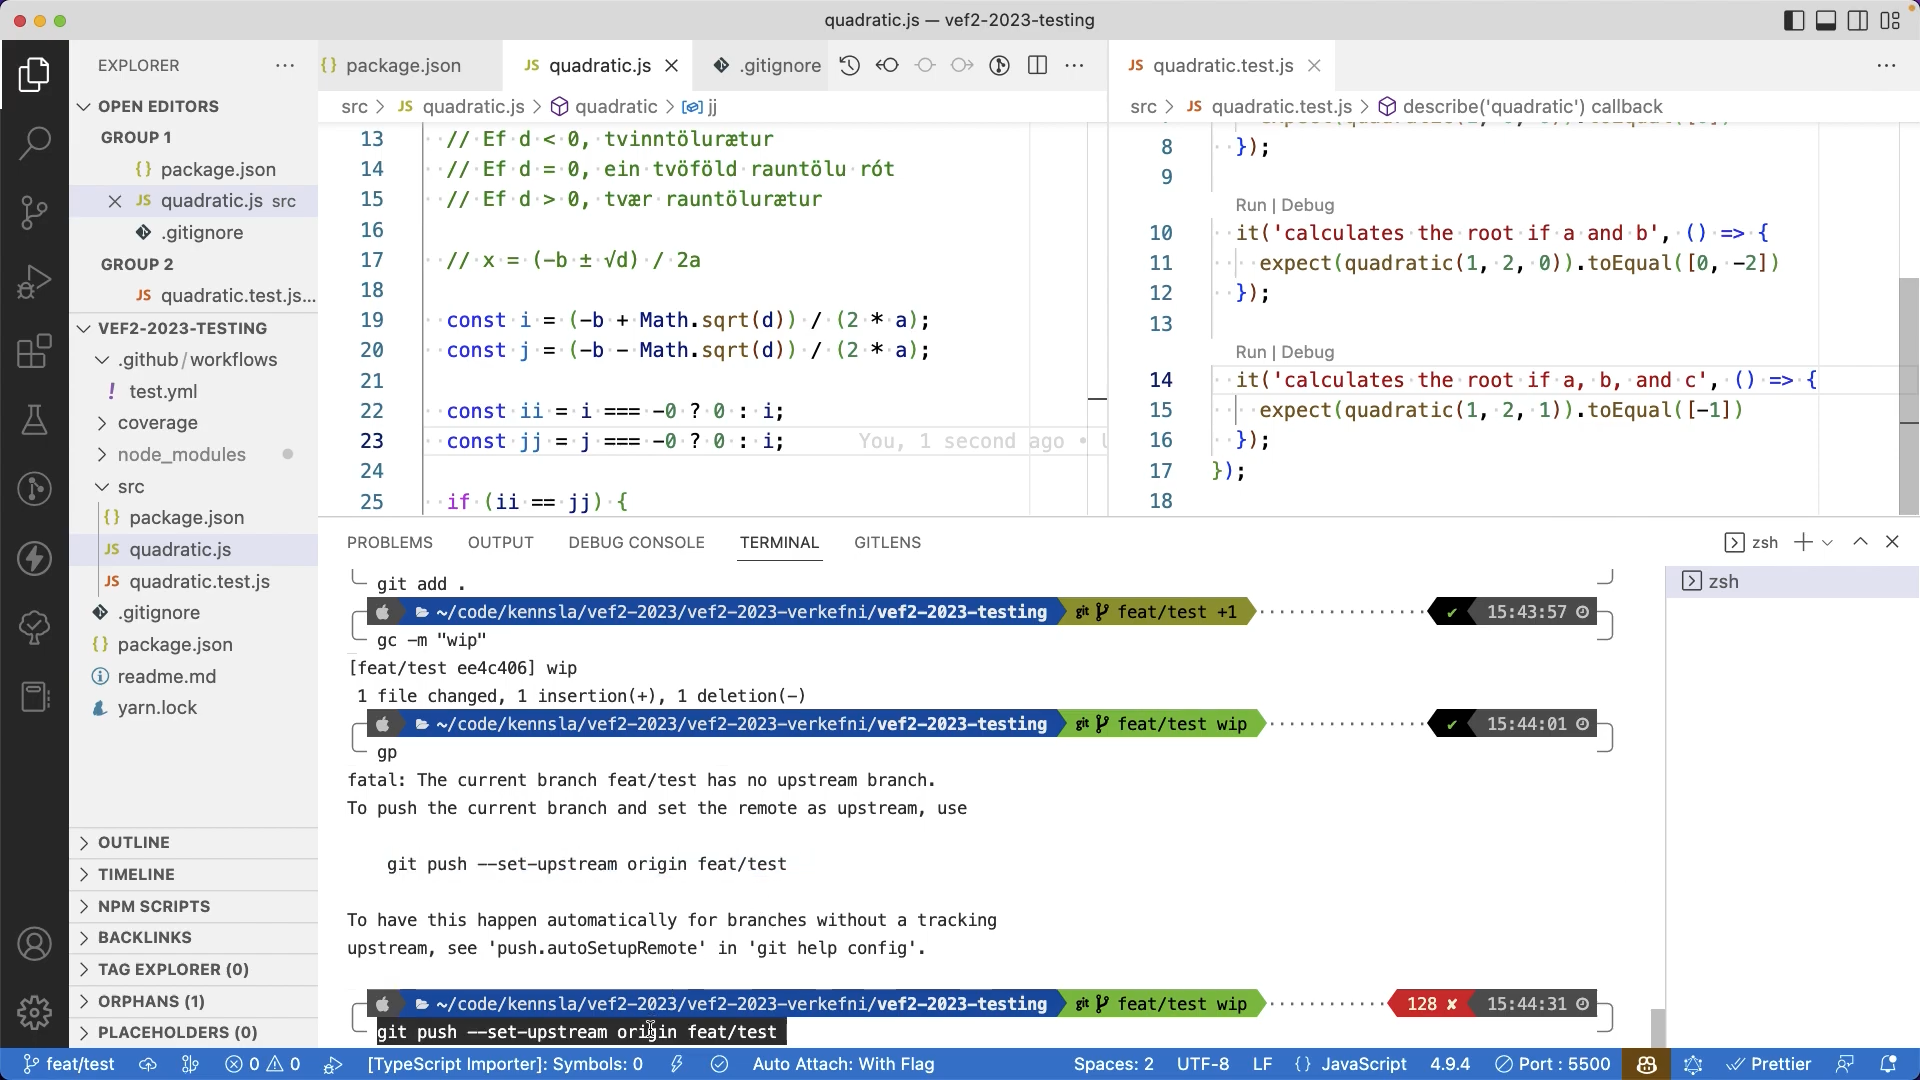 quadratic.js — vef2-2023-testing
EXPLORER
OPEN EDITORS
GROUP 1
{} package.json
JS quadratic.js src
.gitignore
GROUP 2
JS quadratic.test.js...
VEF2-2023-TESTING
.github/workflows
! test.yml
coverage
node_modules
src
{} package.json
JS quadratic.js
JS quadratic.test.js
.gitignore
{} package.json
readme.md
yarn.lock
OUTLINE
TIMELINE
NPM SCRIPTS
BACKLINKS
TAG EXPLORER (0)
ORPHANS (1)
PLACEHOLDERS (0)
{} package.json
JS quadratic.js
.gitignore
src > JS quadratic.js > quadratic > jj
13 // Ef d < 0, tvinntölurætur
14 // Ef d = 0, ein tvöföld rauntölu rót
15 // Ef d > 0, tvær rauntölurætur
16
17 // x = (-b ± √d) / 2a
18
19 const i = (-b + Math.sqrt(d)) / (2 * a);
20 const j = (-b - Math.sqrt(d)) / (2 * a);
21
22 const ii = i === -0 ? 0 : i;
23 const jj = j === -0 ? 0 : i; You, 1 second ago •
24
25 if (ii == jj) {
JS quadratic.test.js
src > JS quadratic.test.js > describe('quadratic') callback
8 });
9
Run | Debug
10 it('calculates the root if a and b', () => {
11 expect(quadratic(1, 2, 0)).toEqual([0, -2])
12 });
13
Run | Debug
14 it('calculates the root if a, b, and c', () => {
15 expect(quadratic(1, 2, 1)).toEqual([-1])
16 });
17 });
18
PROBLEMS OUTPUT DEBUG CONSOLE TERMINAL GITLENS
zsh
zsh
git add .
~/code/kennsla/vef2-2023/vef2-2023-verkefni/vef2-2023-testing git feat/test +1 ✔ 15:43:57
gc -m "wip"
[feat/test ee4c406] wip
1 file changed, 1 insertion(+), 1 deletion(-)
~/code/kennsla/vef2-2023/vef2-2023-verkefni/vef2-2023-testing git feat/test wip ✔ 15:44:01
gp
fatal: The current branch feat/test has no upstream branch.
To push the current branch and set the remote as upstream, use
git push --set-upstream origin feat/test
To have this happen automatically for branches without a tracking
upstream, see 'push.autoSetupRemote' in 'git help config'.
~/code/kennsla/vef2-2023/vef2-2023-verkefni/vef2-2023-testing git feat/test wip 128 ✘ 15:44:31
git push --set-upstream origin feat/test
feat/test 0 0 [TypeScript Importer]: Symbols: 0 Auto Attach: With Flag Spaces: 2 UTF-8 LF {} JavaScript 4.9.4 Port : 5500 Prettier